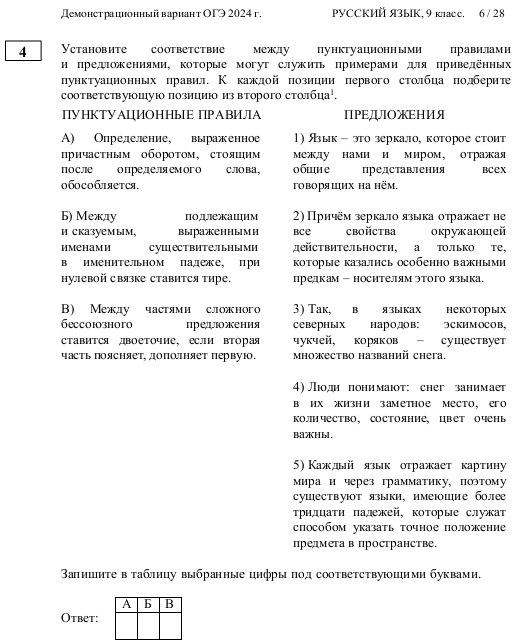 Демонстрационный вариант ОГЭ 2024 г. РУССКИЙ ЯЗЫК, 9 класс. 6 / 28
4
Установите соответствие между пунктуационными правилами
и предложениями, которые могут служить примерами для приведённых
пунктуационных правил. К каждой позиции первого столбца подберите
соответствующую позицию из второго столбца¹.
ПУНКТУАЦИОННЫЕ ПРАВИЛА
А) Определение, выраженное
причастным оборотом, стоящим
после определяемого слова,
обособляется.
Б) Между подлежащим
и сказуемым, выраженными
именами существительными
в именительном падеже, при
нулевой связке ставится тире.
В) Между частями сложного
бессоюзного предложения
ставится двоеточие, если вторая
часть поясняет, дополняет первую.
ПРЕДЛОЖЕНИЯ
1) Язык – это зеркало, которое стоит
между нами и миром, отражая
общие представления всех
говорящих на нём.
2) Причём зеркало языка отражает не
все свойства окружающей
действительности, а только те,
которые казались особенно важными
предкам – носителям этого языка.
3) Так, в языках некоторых
северных народов: эскимосов,
чукчей, коряков – существует
множество названий снега.
4) Люди понимают: снег занимает
в их жизни заметное место, его
количество, состояние, цвет очень
важны.
5) Каждый язык отражает картину
мира и через грамматику, поэтому
существуют языки, имеющие более
тридцати падежей, которые служат
способом указать точное положение
предмета в пространстве.
Запишите в таблицу выбранные цифры под соответствующими буквами.
Ответ:
А Б В